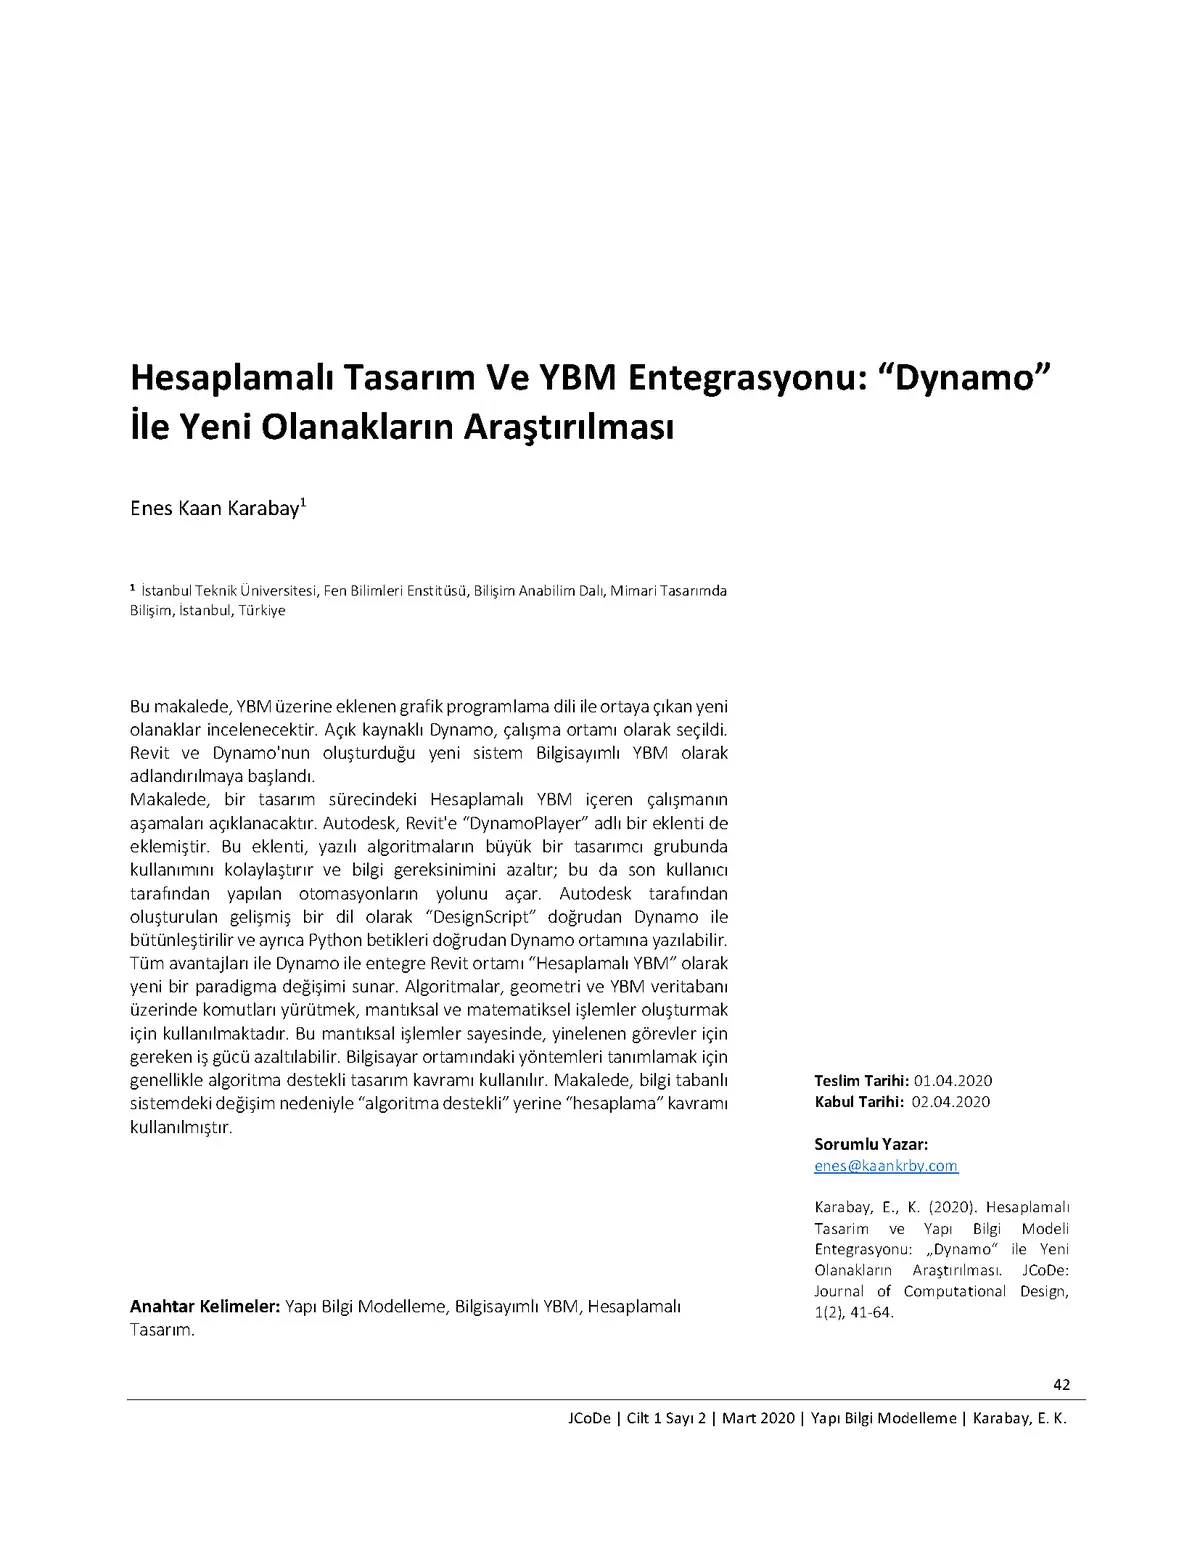 Hesaplamalı Tasarım Ve YBM Entegrasyonu: “Dynamo”
İle Yeni Olanakların Araştırılması
Enes Kaan Karabay¹
¹ İstanbul Teknik Üniversitesi, Fen Bilimleri Enstitüsü, Bilişim Anabilim Dalı, Mimari Tasarımda
Bilişim, İstanbul, Türkiye
Bu makalede, YBM üzerine eklenen grafik programlama dili ile ortaya çıkan yeni
olanaklar incelenecektir. Açık kaynaklı Dynamo, çalışma ortamı olarak seçildi.
Revit ve Dynamo'nun oluşturduğu yeni sistem Bilgisayımlı YBM olarak
adlandırılmaya başlandı.
Makalede, bir tasarım sürecindeki Hesaplamalı YBM içeren çalışmanın
aşamaları açıklanacaktır. Autodesk, Revit'e “DynamoPlayer” adlı bir eklenti de
eklemiştir. Bu eklenti, yazılı algoritmaların büyük bir tasarımcı grubunda
kullanımını kolaylaştırır ve bilgi gereksinimini azaltır; bu da son kullanıcı
tarafından yapılan otomasyonların yolunu açar. Autodesk tarafından
oluşturulan gelişmiş bir dil olarak “DesignScript” doğrudan Dynamo ile
bütünleştirilir ve ayrıca Python betikleri doğrudan Dynamo ortamına yazılabilir.
Tüm avantajları ile Dynamo ile entegre Revit ortamı “Hesaplamalı YBM” olarak
yeni bir paradigma değişimi sunar. Algoritmalar, geometri ve YBM veritabanı
üzerinde komutları yürütmek, mantıksal ve matematiksel işlemler oluşturmak
için kullanılmaktadır. Bu mantıksal işlemler sayesinde, yinelenen görevler için
gereken iş gücü azaltılabilir. Bilgisayar ortamındaki yöntemleri tanımlamak için
genellikle algoritma destekli tasarım kavramı kullanılır. Makalede, bilgi tabanlı
sistemdeki değişim nedeniyle “algoritma destekli” yerine “hesaplama” kavramı
kullanılmıştır.
Anahtar Kelimeler: Yapı Bilgi Modelleme, Bilgisayımlı YBM, Hesaplamalı
Tasarım.
Teslim Tarihi: 01.04.2020
Kabul Tarihi: 02.04.2020
Sorumlu Yazar:
enes@kaankrby.com
Karabay, E., K. (2020). Hesaplamalı
Tasarim ve Yapı Bilgi Modeli
Entegrasyonu: „Dynamo” ile Yeni
Olanakların Araştırılması. JCoDe:
Journal of Computational Design,
1(2), 41-64.
42
JCoDe | Cilt 1 Sayı 2 | Mart 2020 | Yapı Bilgi Modelleme | Karabay, E. K.